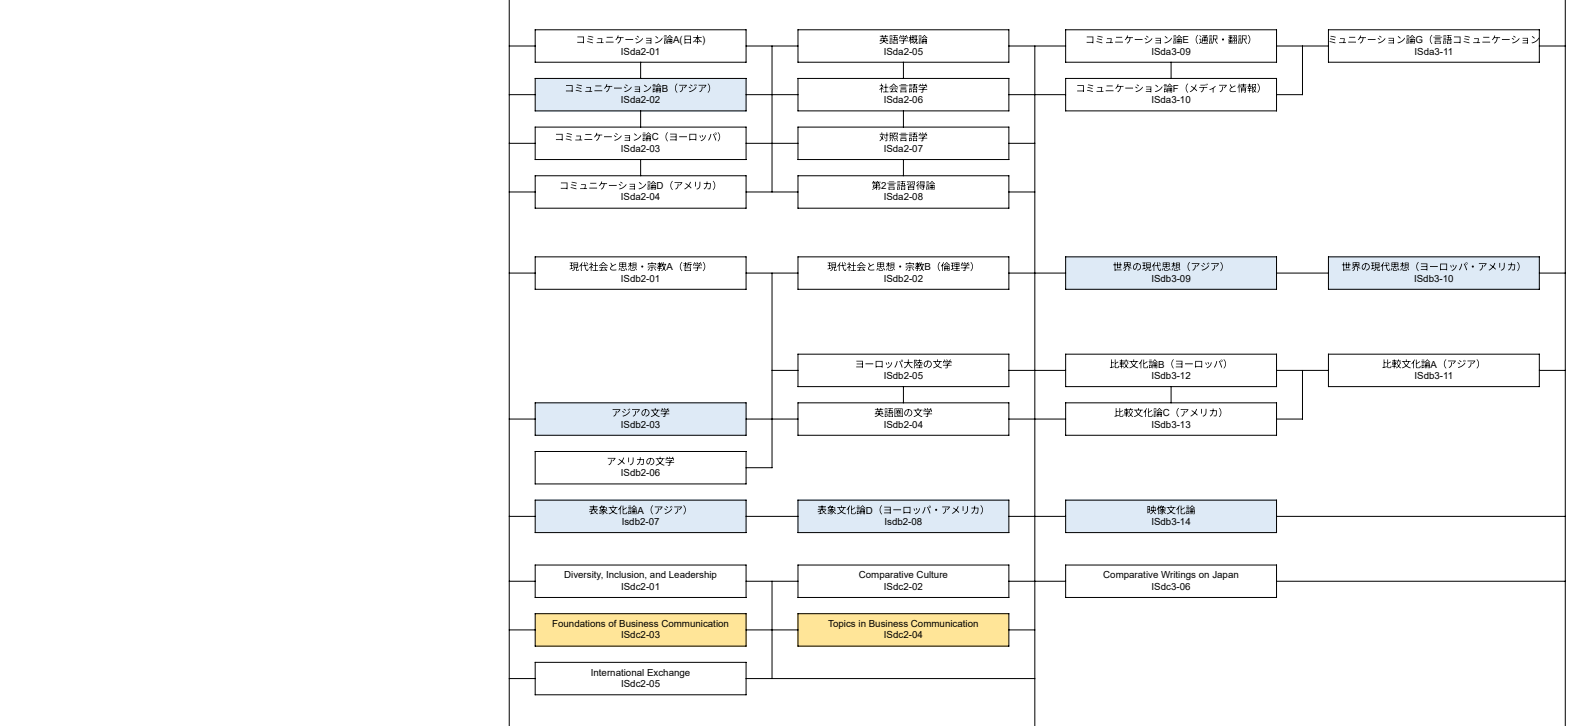 コミュニケーション論A(日本)
ISda2-01
英語学概論
ISda2-05
コミュニケーション論E（通訳・翻訳）
ISda3-09
ミュニケーション論G（言語コミュニケーション
ISda3-11
コミュニケーション論B（アジア）
ISda2-02
社会言語学
ISda2-06
コミュニケーション論F（メディアと情報）
ISda3-10
コミュニケーション論C（ヨーロッパ）
ISda2-03
対照言語学
ISda2-07
コミュニケーション論D（アメリカ）
ISda2-04
第2言語習得論
ISda2-08
現代社会と思想・宗教A（哲学）
ISdb2-01
現代社会と思想・宗教B（倫理学）
ISdb2-02
世界の現代思想（アジア）
ISdb3-09
世界の現代思想（ヨーロッパ・アメリカ）
ISdb3-10
ヨーロッパ大陸の文学
ISdb2-05
比較文化論B（ヨーロッパ）
ISdb3-12
比較文化論A（アジア）
ISdb3-11
アジアの文学
ISdb2-03
英語圏の文学
ISdb2-04
比較文化論C（アメリカ）
ISdb3-13
アメリカの文学
ISdb2-06
表象文化論A（アジア）
Isdb2-07
表象文化論D（ヨーロッパ・アメリカ）
Isdb2-08
映像文化論
ISdb3-14
Diversity, Inclusion, and Leadership
ISdc2-01
Comparative Culture
ISdc2-02
Comparative Writings on Japan
ISdc3-06
Foundations of Business Communication
ISdc2-03
Topics in Business Communication
ISdc2-04
International Exchange
ISdc2-05